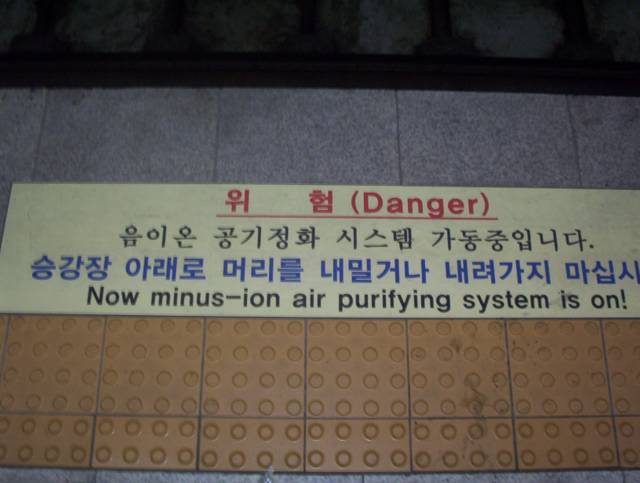 위 험 (Danger)
음이온 공기정화 시스템 가동중입니다.
승강장 아래로 머리를 내밀거나 내려가지 마십시
Now minus-ion air purifying system is on!